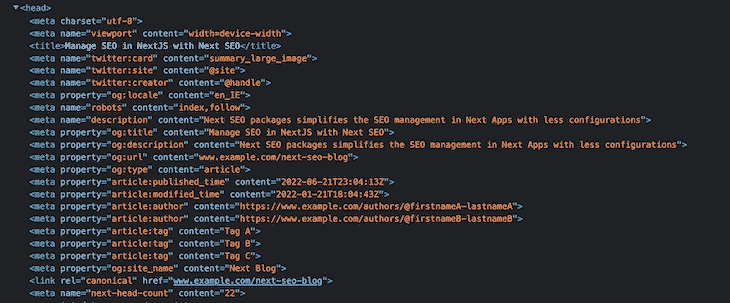 <head>
<meta charset="utf-8">
<meta name="viewport" content="width=device-width">
<title>Manage SEO in NextJS with Next SEO</title>
<meta name="twitter:card" content="summary_large_image">
<meta name="twitter:site" content="@site">
<meta name="twitter:creator" content="@handle">
<meta property="og:locale" content="en_IE">
<meta name="robots" content="index,follow">
<meta name="description" content="Next SEO packages simplifies the SEO management in Next Apps with less configurations">
<meta property="og:title" content="Manage SEO in NextJS with Next SEO">
<meta property="og:description" content="Next SEO packages simplifies the SEO management in Next Apps with less configurations">
<meta property="og:url" content="www.example.com/next-seo-blog">
<meta property="og:type" content="article">
<meta property="article:published_time" content="2022-06-21T23:04:13Z">
<meta property="article:modified_time" content="2022-01-21T18:04:43Z">
<meta property="article:author" content="https://www.example.com/authors/@firstnameA-lastnameA">
<meta property="article:author" content="https://www.example.com/authors/@firstnameB-lastnameB">
<meta property="article:tag" content="Tag A">
<meta property="article:tag" content="Tag B">
<meta property="article:tag" content="Tag C">
<meta property="og:site_name" content="Next Blog">
<link rel="canonical" href="www.example.com/next-seo-blog">
<meta name="next-head-count" content="22">